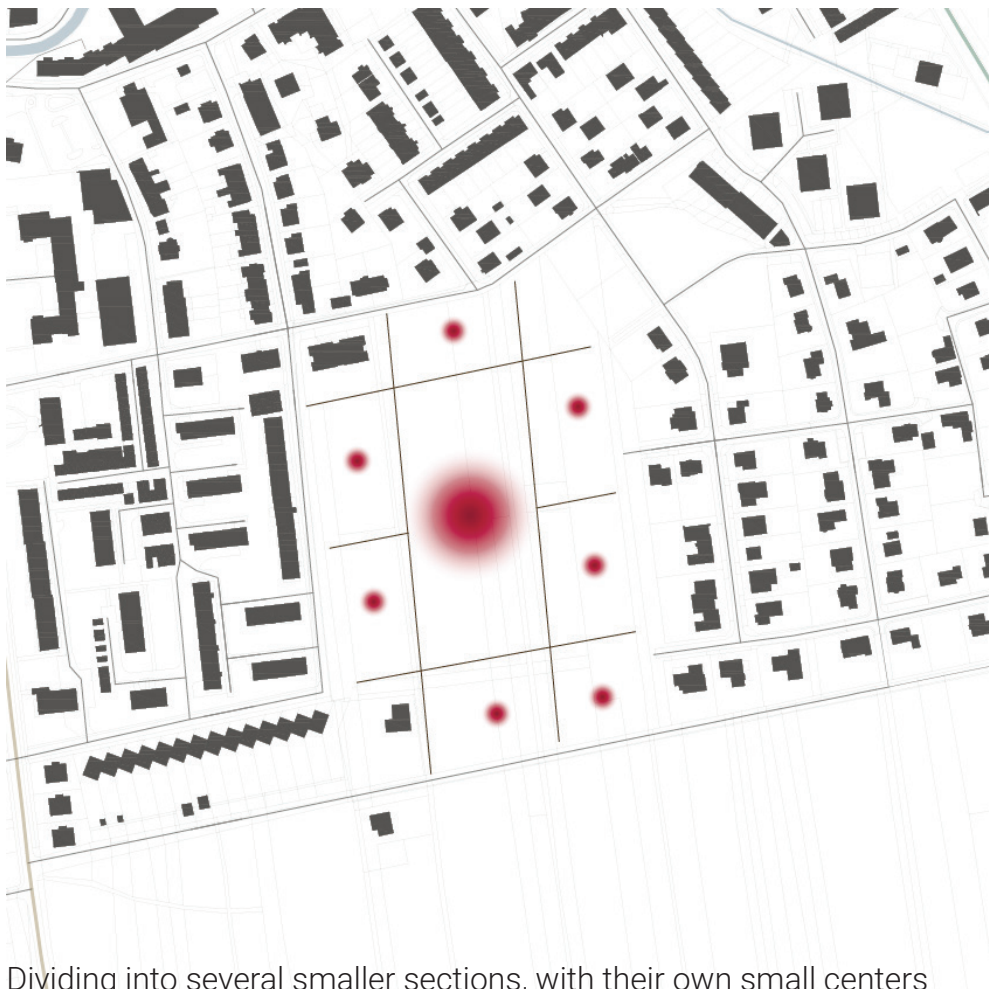 Dividing into several smaller sections, with their own small centers